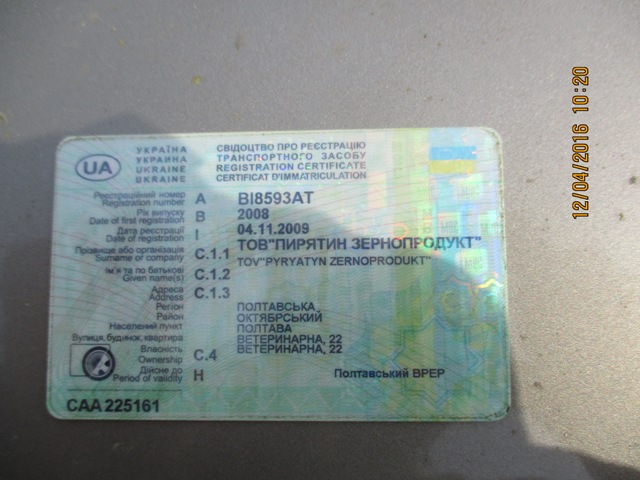 12/04/2016 10:20
UA
УКРАЇНА
УКРАИНА
UKRAINE
UKRAINE
СВІДОЦТВО ПРО РЕЄСТРАЦІЮ
ТРАНСПОРТНОГО ЗАСОБУ
REGISTRATION CERTIFICATE
CERTIFICAT D'IMMATRICULATION
Реєстраційний номер
Registration number
A BI8593AT
Рік випуску
Date of first registration
B 2008
Дата реєстрації
Date of registration
I 04.11.2009
Прізвище або організація
Surname of company
C.1.1 ТОВ"ПИРЯТИН ЗЕРНОПРОДУКТ"
TOV"PYRYATYN ZERNOPRODUKT"
Ім'я та по батькові
Given name(s)
C.1.2
Адреса
Address
C.1.3
Регіон ПОЛТАВСЬКА
Район ОКТЯБРСЬКИЙ
Населений пункт ПОЛТАВА
Вулиця, будинок, квартира ВЕТЕРИНАРНА, 22
ВЕТЕРИНАРНА, 22
Власність
Ownership
C.4
Дійсне до
Period of validity
H
Полтавський ВРЕР
САА 225161